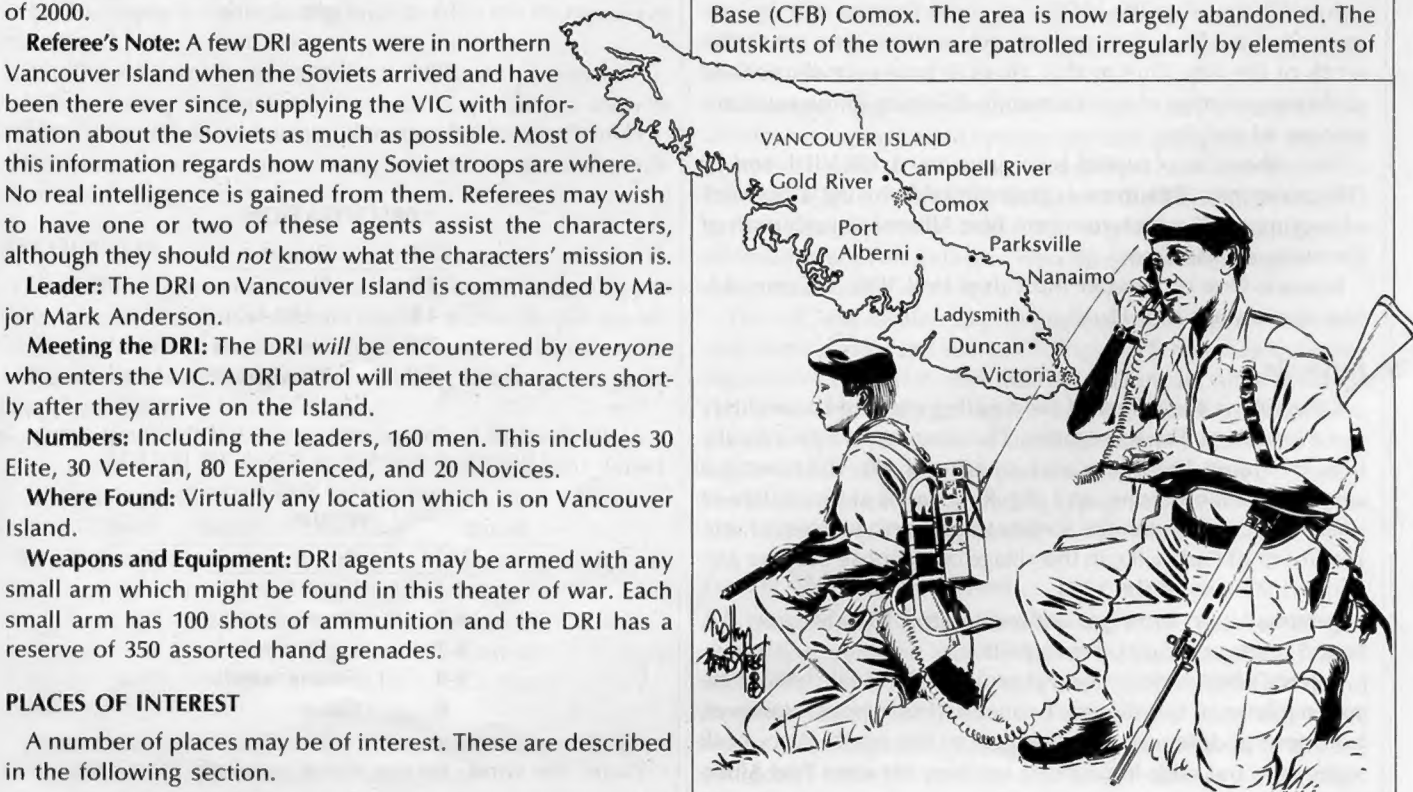 of 2000.
Referee's Note: A few DRI agents were in northern
Vancouver Island when the Soviets arrived and have
been there ever since, supplying the VIC with infor-
mation about the Soviets as much as possible. Most of
this information regards how many Soviet troops are where.
No real intelligence is gained from them. Referees may wish
to have one or two of these agents assist the characters,
although they should not know what the characters' mission is.
Leader: The DRI on Vancouver Island is commanded by Ma-
jor Mark Anderson.
Meeting the DRI: The DRI will be encountered by everyone
who enters the VIC. A DRI patrol will meet the characters short-
ly after they arrive on the Island.
Numbers: Including the leaders, 160 men. This includes 30
Elite, 30 Veteran, 80 Experienced, and 20 Novices.
Where Found: Virtually any location which is on Vancouver
Island.
Weapons and Equipment: DRI agents may be armed with any
small arm which might be found in this theater of war. Each
small arm has 100 shots of ammunition and the DRI has a
reserve of 350 assorted hand grenades.
PLACES OF INTEREST
A number of places may be of interest. These are described
in the following section.
Base (CFB) Comox. The area is now largely abandoned. The
outskirts of the town are patrolled irregularly by elements of
VANCOUVER ISLAND
Gold River
Campbell River
Comox
Port
Alberni
Parksville
Nanaimo
Ladysmith
Duncan
Victoria